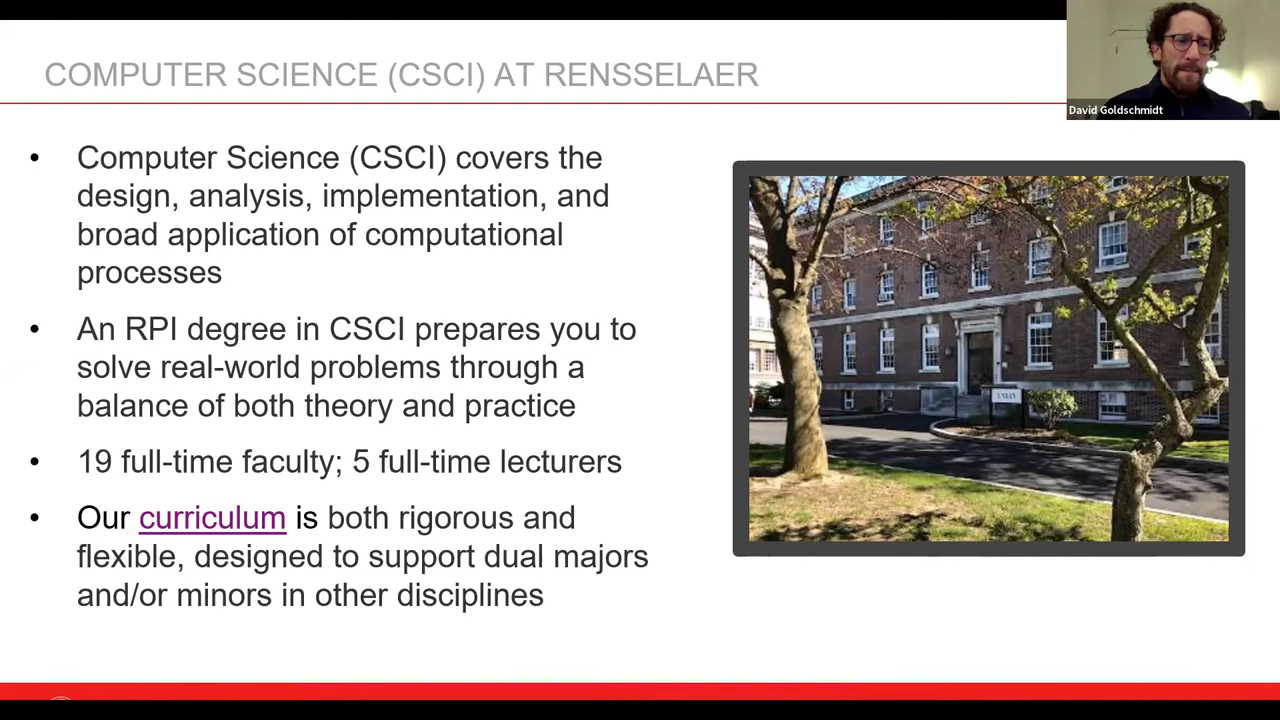 COMPUTER SCIENCE (CSCI) AT RENSSELAER
David Goldschmidt
• Computer Science (CSCI) covers the
design, analysis, implementation, and
broad application of computational
processes
• An RPI degree in CSCI prepares you to
solve real-world problems through a
balance of both theory and practice
• 19 full-time faculty; 5 full-time lecturers
• Our curriculum is both rigorous and
flexible, designed to support dual majors
and/or minors in other disciplines